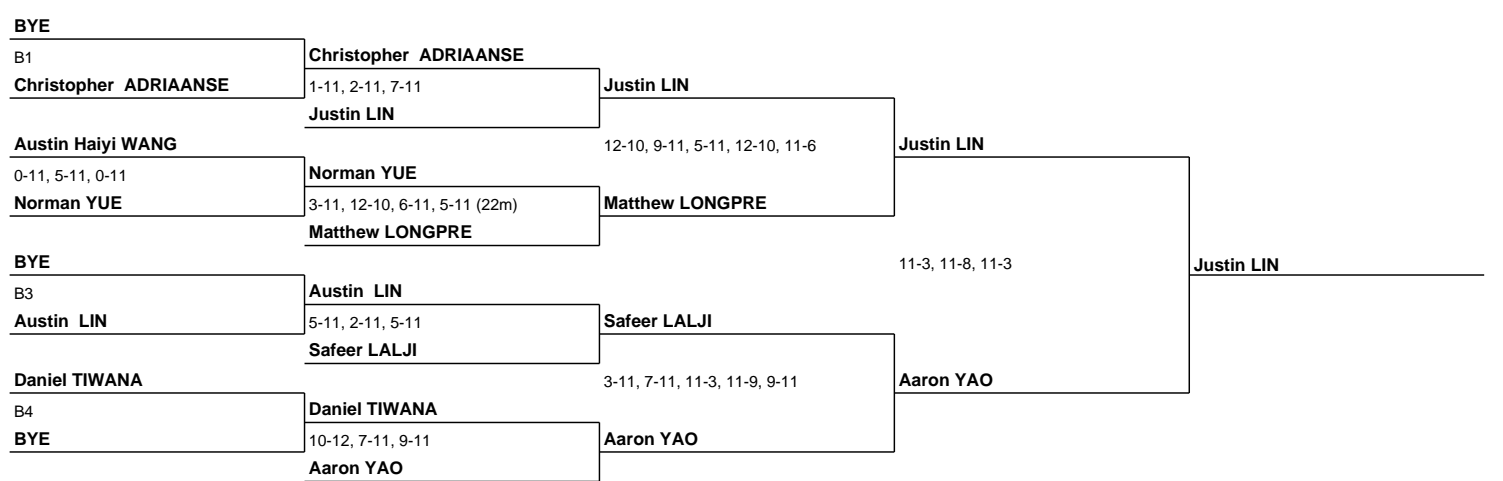 BYE
B1
Christopher  ADRIAANSE
Christopher  ADRIAANSE
1-11, 2-11, 7-11
Justin LIN
Justin LIN
Austin Haiyi WANG
0-11, 5-11, 0-11
Norman YUE
Norman YUE
3-11, 12-10, 6-11, 5-11 (22m)
Matthew LONGPRE
Matthew LONGPRE
12-10, 9-11, 5-11, 12-10, 11-6
Justin LIN
BYE
B3
Austin  LIN
Austin  LIN
5-11, 2-11, 5-11
Safeer LALJI
Safeer LALJI
Daniel TIWANA
B4
BYE
Daniel TIWANA
10-12, 7-11, 9-11
Aaron YAO
Aaron YAO
3-11, 7-11, 11-3, 11-9, 9-11
Aaron YAO
11-3, 11-8, 11-3
Justin LIN